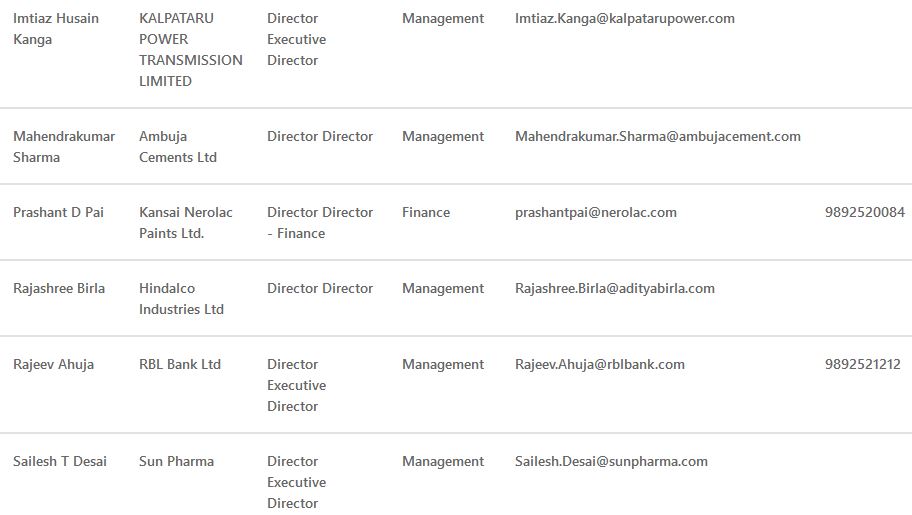 Imtiaz Husain KALPATARU Director Management Imtiaz.Kanga@kalpatarupower.com
Kanga POWER Executive
TRANSMISSION Director
LIMITED
Mahendrakumar Ambuja Director Director Management Mahendrakumar.Sharma@ambujacement.com
Sharma Cements Ltd
Prashant D Pai Kansai Nerolac Director Director Finance prashantpai@nerolac.com 9892520084
Paints Ltd. - Finance
Rajashree Birla Hindalco Director Director Management Rajashree.Birla@adityabirla.com
Industries Ltd
Rajeev Ahuja RBL Bank Ltd Director Management Rajeev.Ahuja@rblbank.com 9892521212
Executive
Director
Sailesh T Desai Sun Pharma Director Management Sailesh.Desai@sunpharma.com
Executive
Director